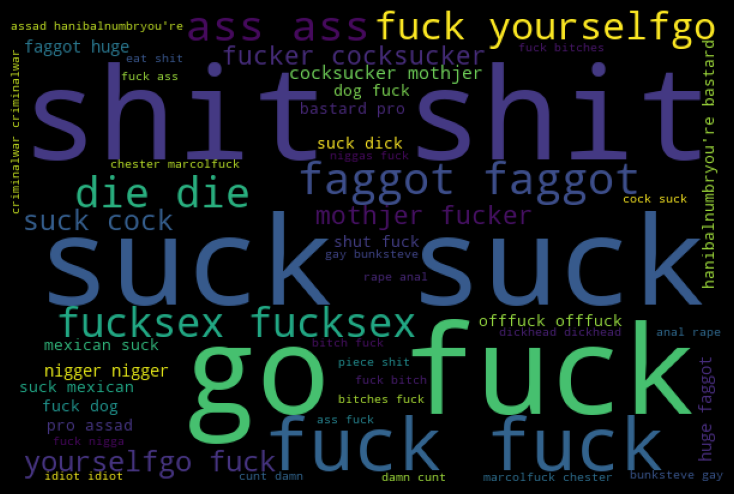 assad hanibalnumbryou're
ass ass
fuck yourselfgo
faggot huge
fucker cocksucker
fuck bitches
eat shit
fuck ass
cocksucker mothjer
dog fuck
bastard pro
shit shit
criminalwar criminalwar
hanibalnumbryou're bastard
suck dick
niggas fuck
chester marcolfuck
faggot faggot
die die
cock suck
suck cock
mothjer fucker
shut fuck
gay bunksteve
rape anal
suck suck
fucksex fucksex
offfuck offfuck
dickhead dickhead
anal rape
mexican suck
bitch fuck
piece shit
nigger nigger
go fuck
fuck bitch
suck mexican
bitches fuck
huge faggot
fuck dog
ass fuck
pro assad
fuck nigga
fuck fuck
yourselfgo fuck
idiot idiot
cunt damn
damn cunt
marcolfuck chester
bunksteve gay